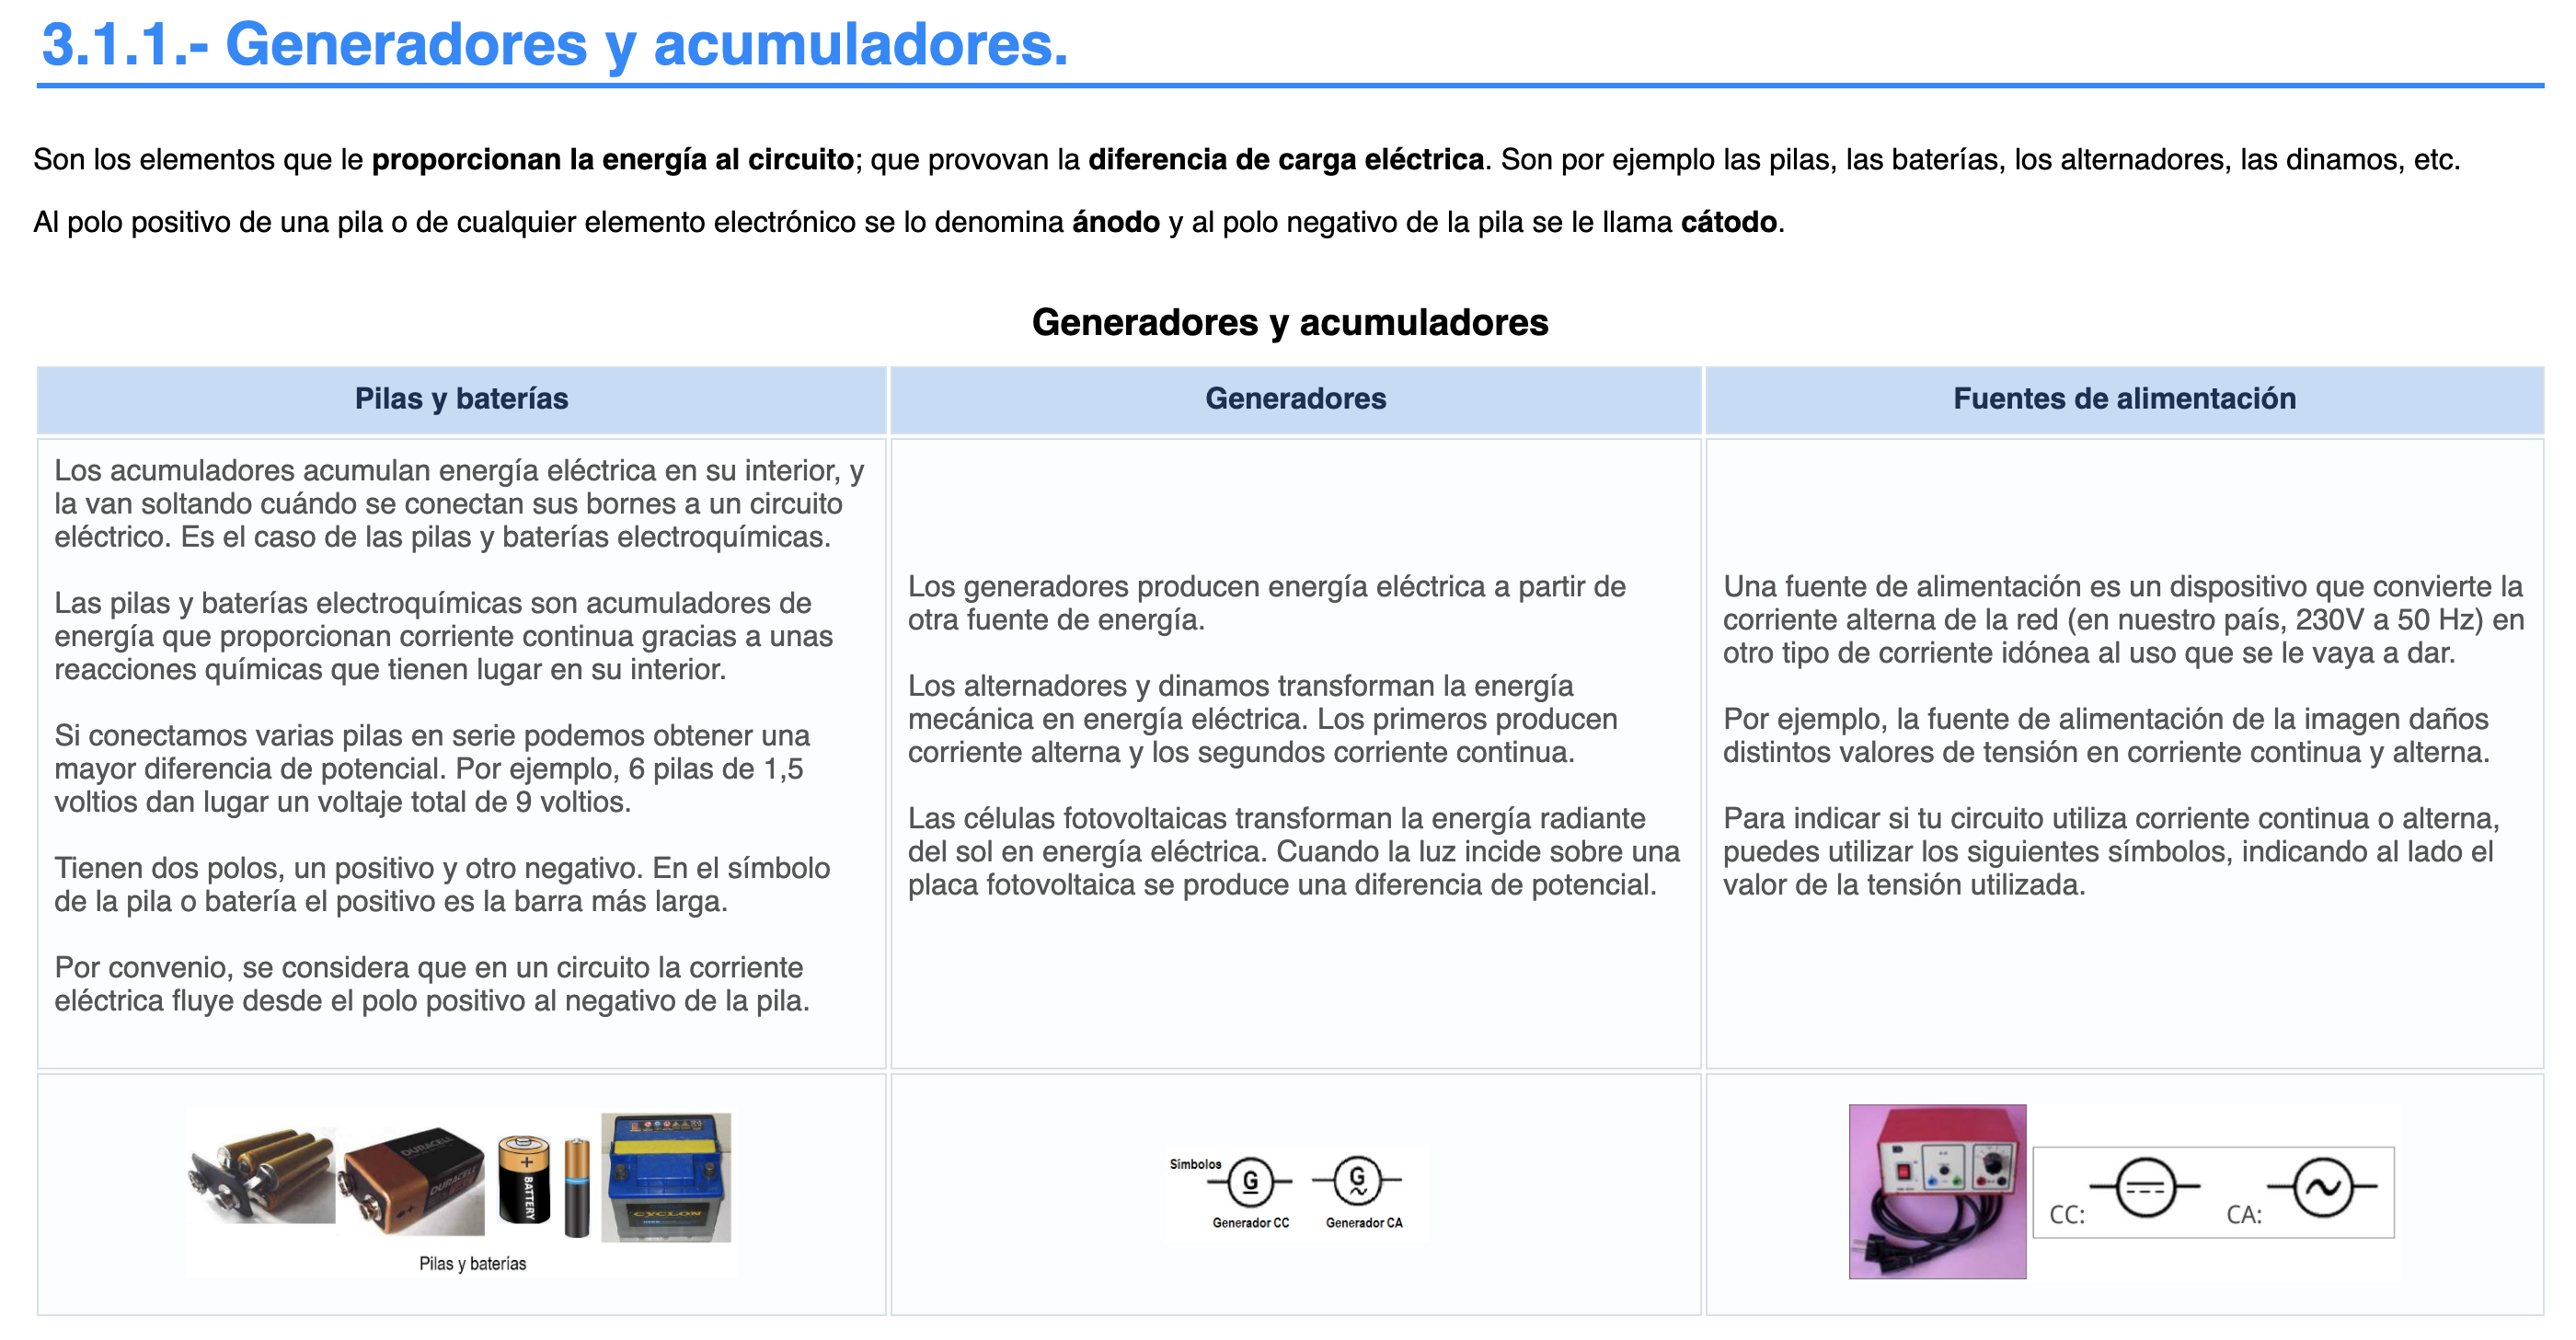 3.1.1.- Generadores y acumuladores.
Son los elementos que le proporcionan la energía al circuito; que provovan la diferencia de carga eléctrica. Son por ejemplo las pilas, las baterías, los alternadores, las dinamos, etc.
Al polo positivo de una pila o de cualquier elemento electrónico se lo denomina ánodo y al polo negativo de la pila se le llama cátodo.
Generadores y acumuladores
Pilas y baterías
Los acumuladores acumulan energía eléctrica en su interior, y
la van soltando cuándo se conectan sus bornes a un circuito
eléctrico. Es el caso de las pilas y baterías electroquímicas.
Las pilas y baterías electroquímicas son acumuladores de
energía que proporcionan corriente continua gracias a unas
reacciones químicas que tienen lugar en su interior.
Si conectamos varias pilas en serie podemos obtener una
mayor diferencia de potencial. Por ejemplo, 6 pilas de 1,5
voltios dan lugar un voltaje total de 9 voltios.
Tienen dos polos, un positivo y otro negativo. En el símbolo
de la pila o batería el positivo es la barra más larga.
Por convenio, se considera que en un circuito la corriente
eléctrica fluye desde el polo positivo al negativo de la pila.
DURACELL
DURACELL
BATTERY
CYCLON
Pilas y baterías
Generadores
Los generadores producen energía eléctrica a partir de
otra fuente de energía.
Los alternadores y dinamos transforman la energía
mecánica en energía eléctrica. Los primeros producen
corriente alterna y los segundos corriente continua.
Las células fotovoltaicas transforman la energía radiante
del sol en energía eléctrica. Cuando la luz incide sobre una
placa fotovoltaica se produce una diferencia de potencial.
Símbolos
G
G
Generador CC
Generador CA
Fuentes de alimentación
Una fuente de alimentación es un dispositivo que convierte la
corriente alterna de la red (en nuestro país, 230V a 50 Hz) en
otro tipo de corriente idónea al uso que se le vaya a dar.
Por ejemplo, la fuente de alimentación de la imagen daños
distintos valores de tensión en corriente continua y alterna.
Para indicar si tu circuito utiliza corriente continua o alterna,
puedes utilizar los siguientes símbolos, indicando al lado el
valor de la tensión utilizada.
CC:
CA: